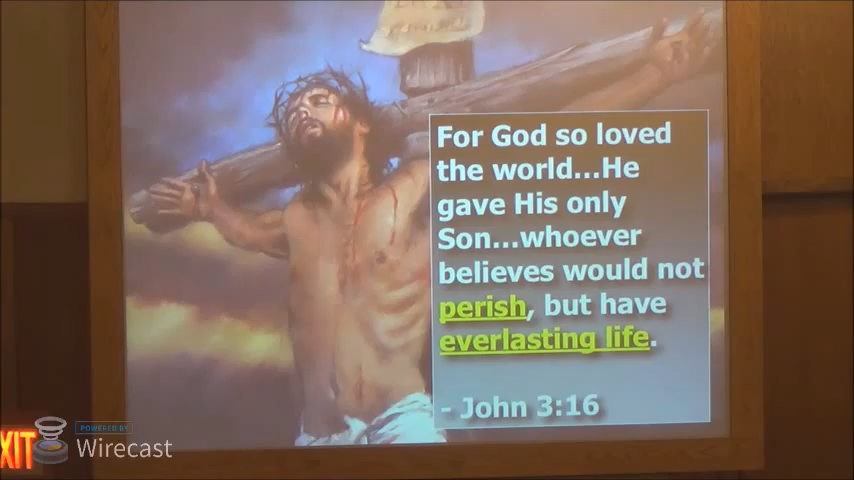 For God so loved
the world...He
gave His only
Son...whoever
believes would not
perish, but have
everlasting life.
- John 3:16
XIT
POWERED BY
Wirecast